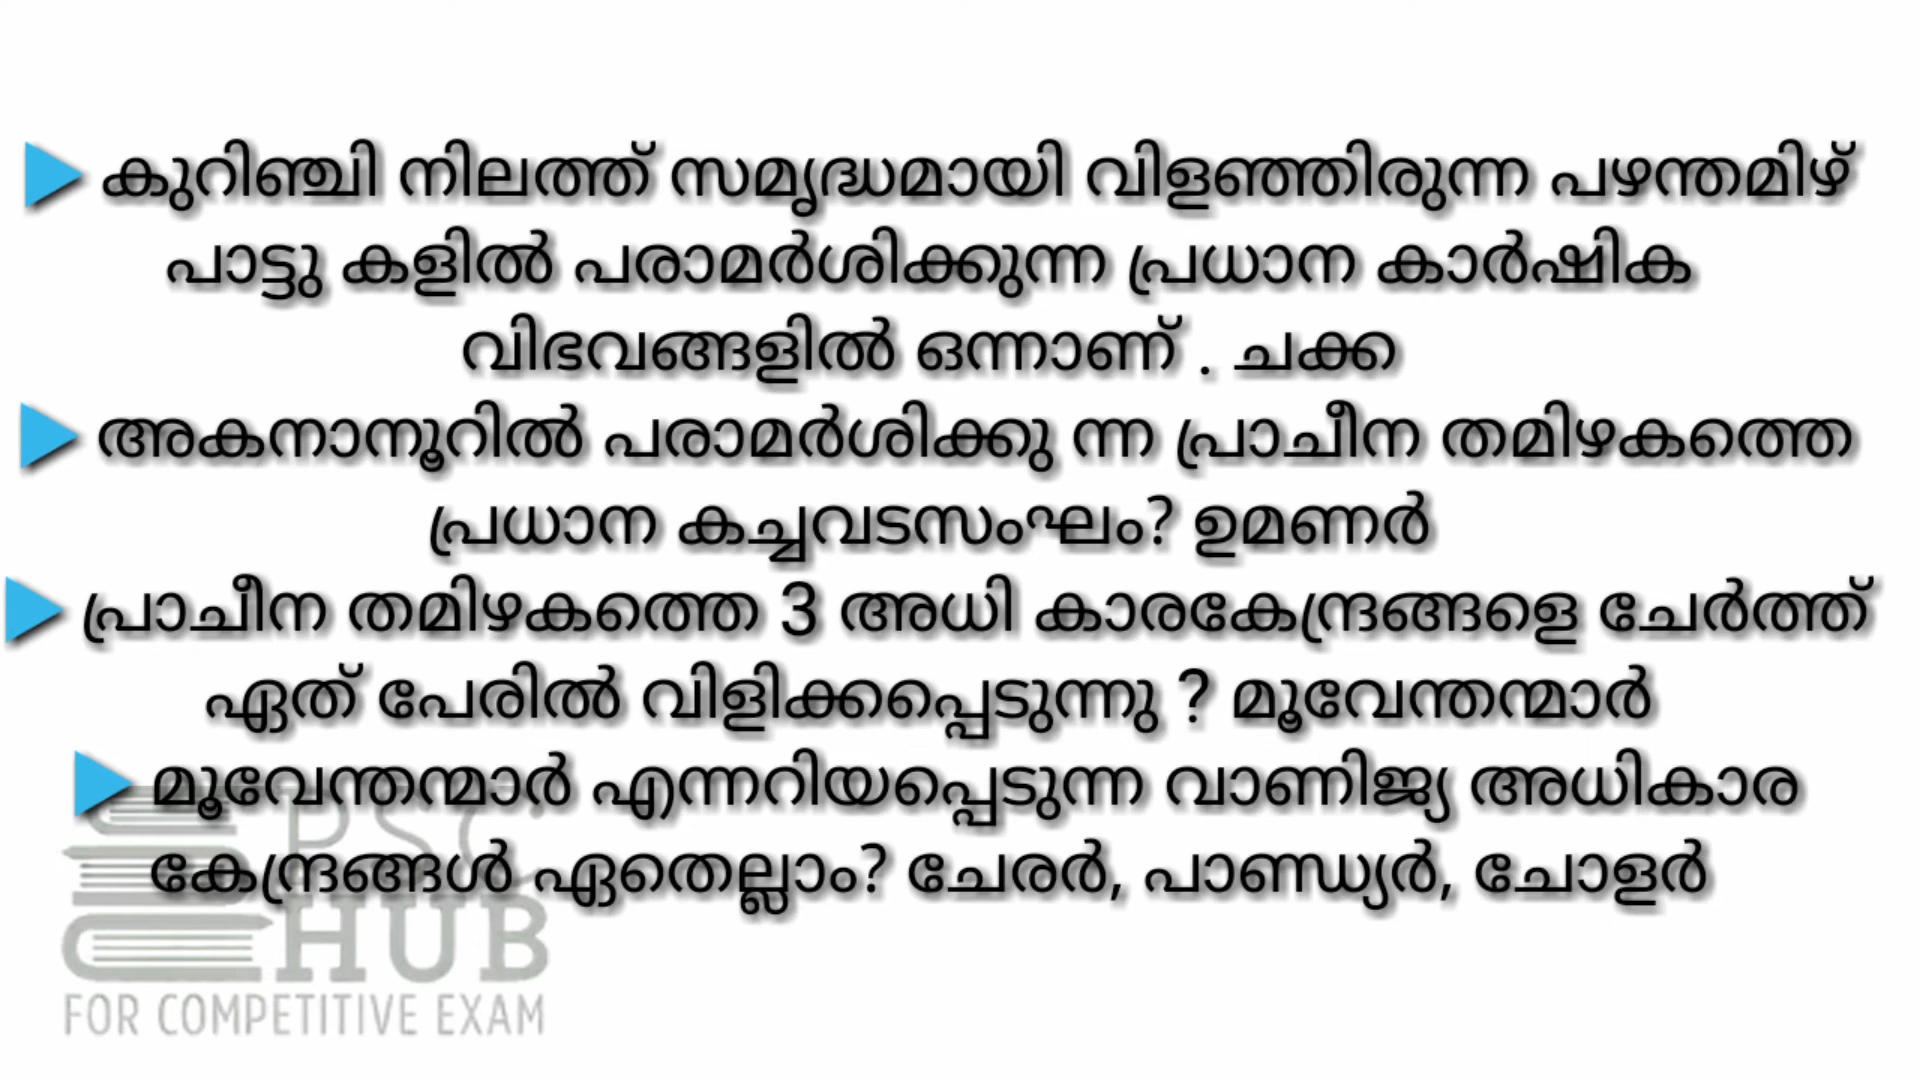 കുറിഞ്ചി നിലത്ത് സമൃദ്ധമായി വിളഞ്ഞിരുന്ന പഴന്തമിഴ്
പാട്ടു കളിൽ പരാമർശിക്കുന്ന പ്രധാന കാർഷിക
വിഭവങ്ങളിൽ ഒന്നാണ് . ചക്ക
അകനാനൂറിൽ പരാമർശിക്കു ന്ന പ്രാചീന തമിഴകത്തെ
പ്രധാന കച്ചവടസംഘം? ഉമണർ
പ്രാചീന തമിഴകത്തെ 3 അധി കാരകേന്ദ്രങ്ങളെ ചേർത്ത്
ഏത് പേരിൽ വിളിക്കപ്പെടുന്നു ? മൂവേന്തന്മാർ
മൂവേന്തന്മാർ എന്നറിയപ്പെടുന്ന വാണിജ്യ അധികാര
കേന്ദ്രങ്ങൾ ഏതെല്ലാം? ചേരർ, പാണ്ഡ്യർ, ചോളർ
PSC
HUB
FOR COMPETITIVE EXAM